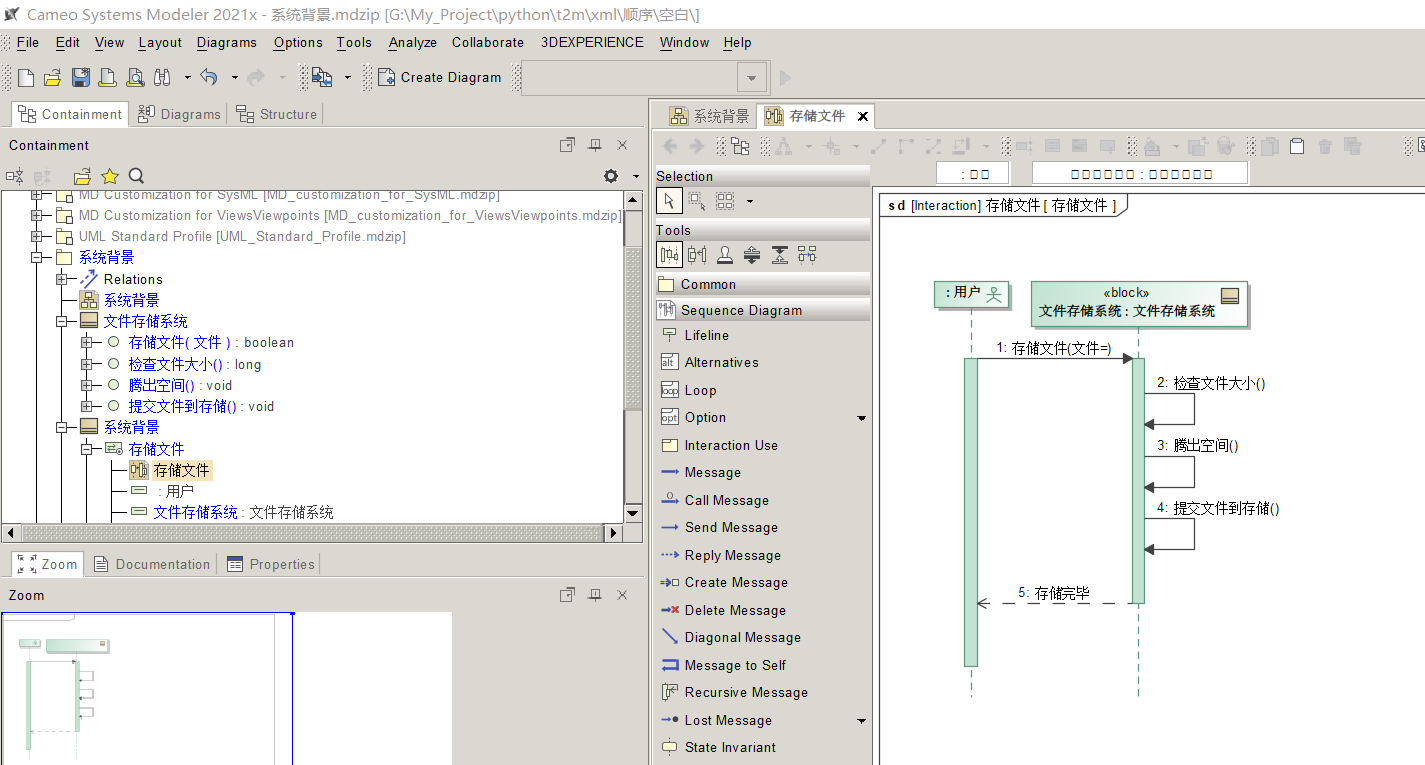 Cameo Systems Modeler 2021x - 系统背景.mdzip [G:\My_Project\python\t2m\xml\顺序\空白\]
File Edit View Layout Diagrams Options Tools Analyze Collaborate 3DEXPERIENCE Window Help
Create Diagram
Containment Diagrams Structure
Containment
MD Customization for SysML [MD_customization_for_SysML.mdzip]
MD Customization for ViewsViewpoints [MD_customization_for_ViewsViewpoints.mdzip]
UML Standard Profile [UML_Standard_Profile.mdzip]
系统背景
Relations
系统背景
文件存储系统
存储文件( 文件 ) : boolean
检查文件大小() : long
腾出空间() : void
提交文件到存储() : void
系统背景
存储文件
存储文件
: 用户
文件存储系统 : 文件存储系统
Zoom Documentation Properties
Zoom
系统背景 存储文件
Selection
Tools
Common
Sequence Diagram
Lifeline
alt Alternatives
loop Loop
opt Option
Interaction Use
Message
Call Message
Send Message
Reply Message
Create Message
Delete Message
Diagonal Message
Message to Self
Recursive Message
Lost Message
State Invariant
: □□ □□□□□□ : □□□□□□
sd [Interaction] 存储文件 [ 存储文件 ]
: 用户
«block»
文件存储系统 : 文件存储系统
1: 存储文件(文件=)
2: 检查文件大小()
3: 腾出空间()
4: 提交文件到存储()
5: 存储完毕